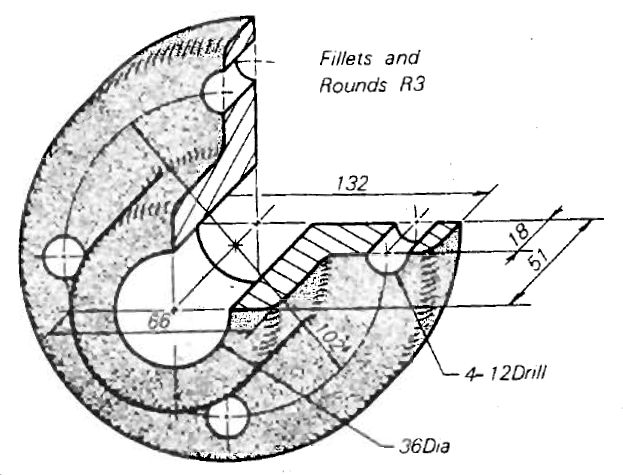 Fillets and
Rounds R3
132
18
51
66
102
4-12Drill
36Dia